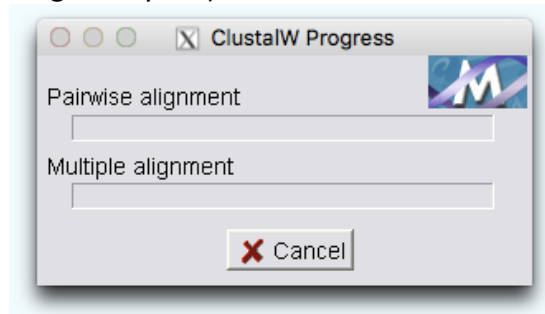 ClustalW Progress
M
Pairwise alignment
Multiple alignment
Cancel